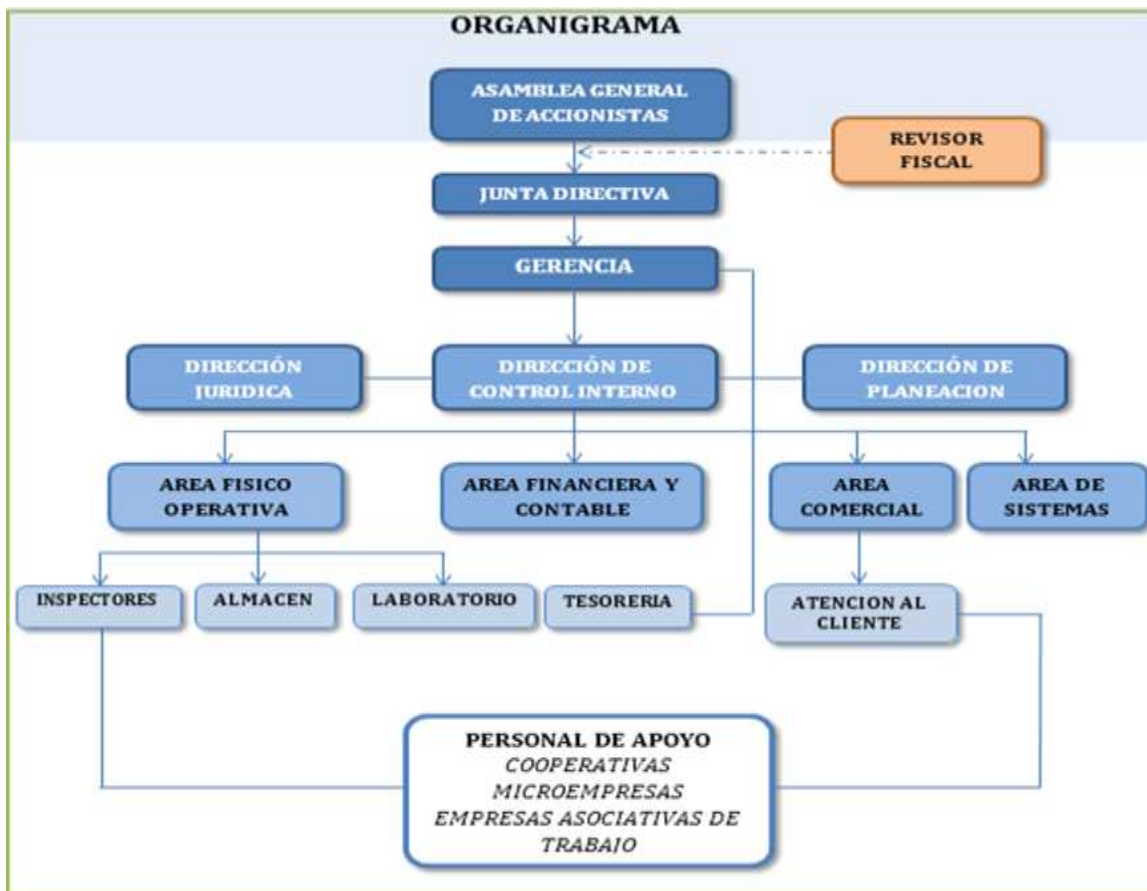 ORGANIGRAMA
ASAMBLEA GENERAL
DE ACCIONISTAS
REVISOR
FISCAL
JUNTA DIRECTIVA
GERENCIA
DIRECCIÓN
JURIDICA
DIRECCIÓN DE
CONTROL INTERNO
DIRECCIÓN DE
PLANEACION
AREA FISICO
OPERATIVA
AREA FINANCIERA Y
CONTABLE
AREA
COMERCIAL
AREA DE
SISTEMAS
INSPECTORES
ALMACEN
LABORATORIO
TESORERIA
ATENCION AL
CLIENTE
PERSONAL DE APOYO
COOPERATIVAS
MICROEMPRESAS
EMPRESAS ASOCIATIVAS DE
TRABAJO